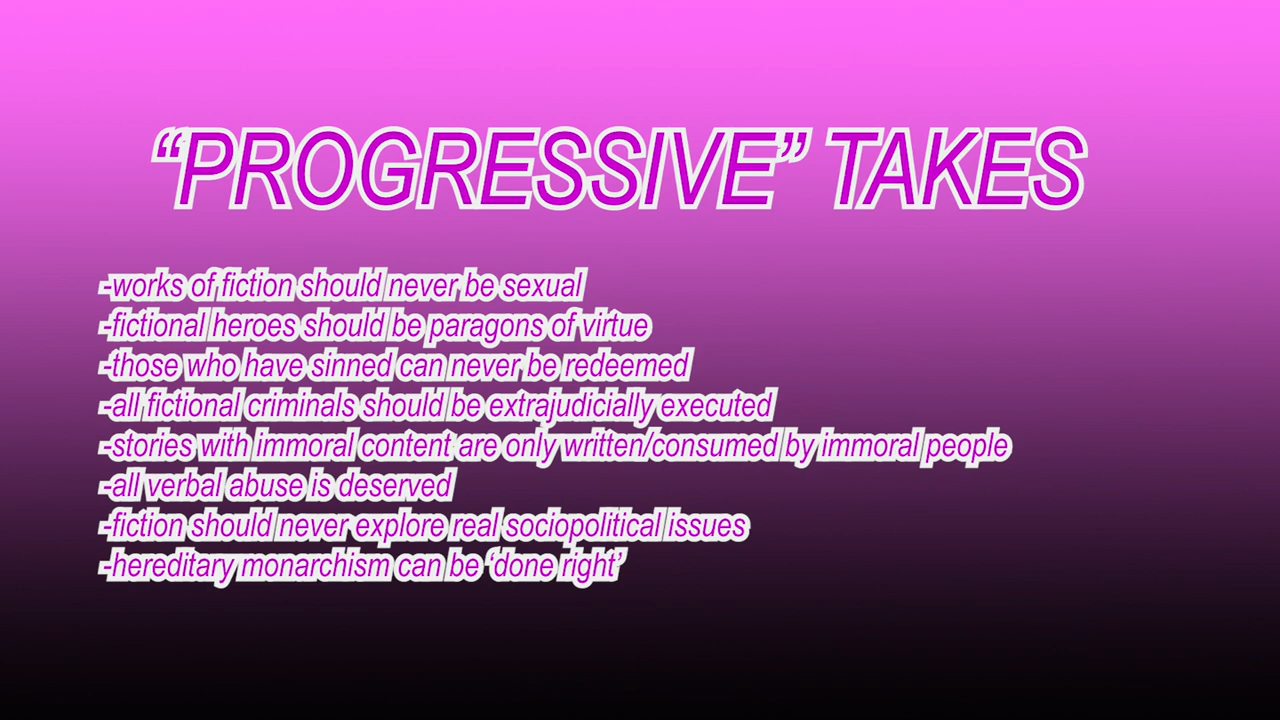 “PROGRESSIVE” TAKES
-works of fiction should never be sexual
-fictional heroes should be paragons of virtue
-those who have sinned can never be redeemed
-all fictional criminals should be extrajudicially executed
-stories with immoral content are only written/consumed by immoral people
-all verbal abuse is deserved
-fiction should never explore real sociopolitical issues
-hereditary monarchism can be ‘done right’